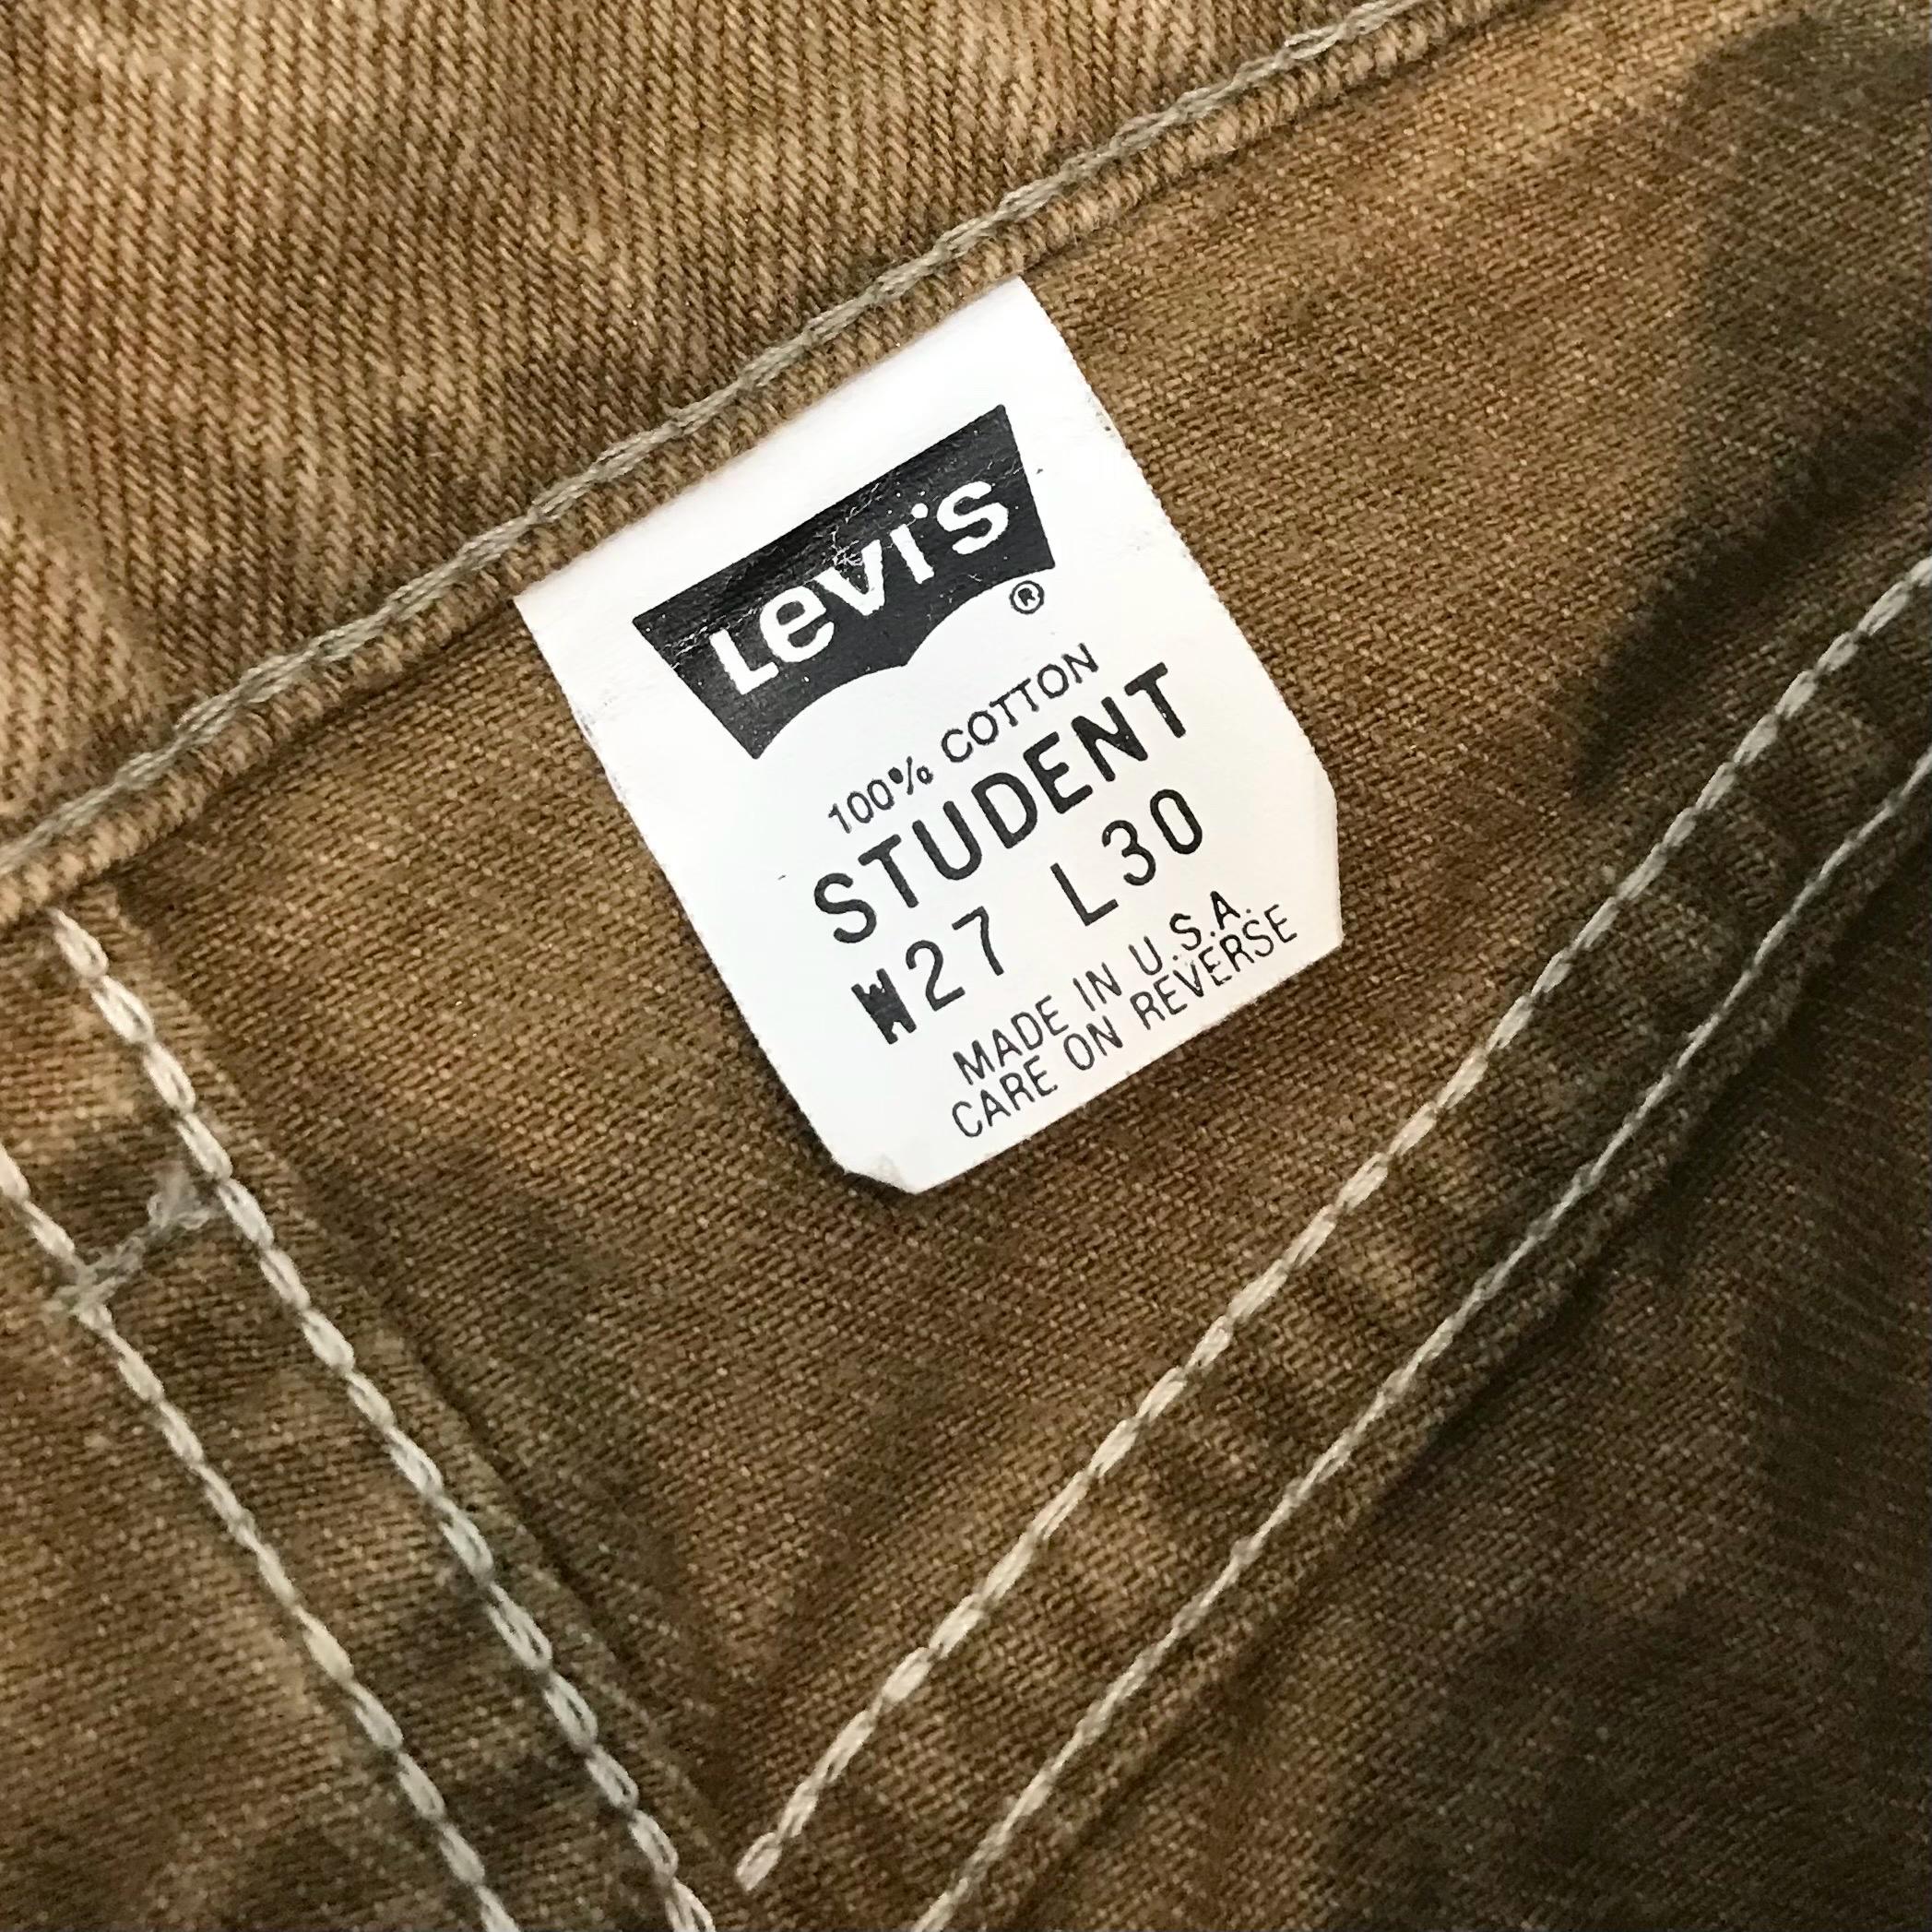 Levi's
®
100% COTTON
STUDENT
W27 L30
MADE IN U.S.A.
CARE ON REVERSE